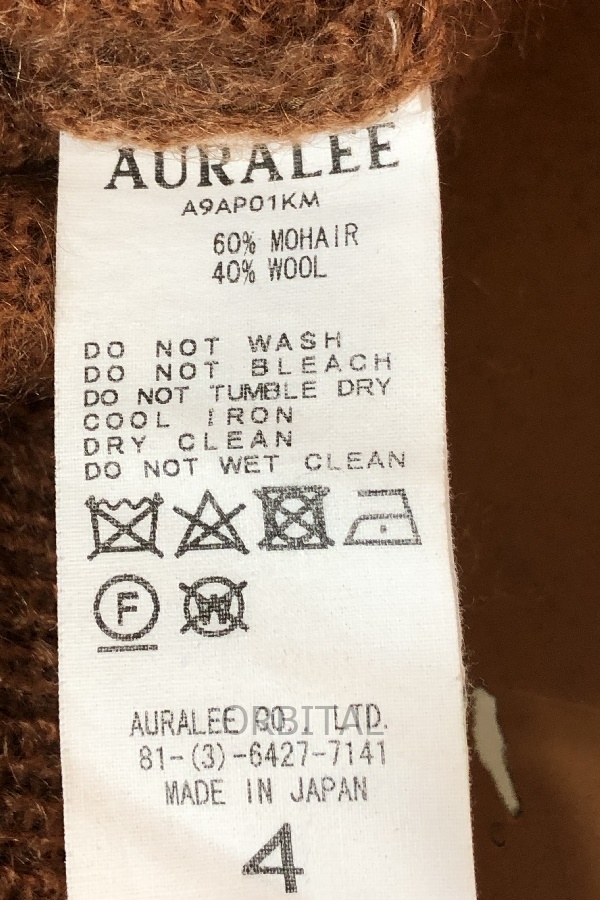 AURALEE
A9AP01KM
60% MOHAIR
40% WOOL
DO NOT WASH
DO NOT BLEACH
DO NOT TUMBLE DRY
COOL IRON
DRY CLEAN
DO NOT WET CLEAN
F
W
AURALEE CO., LTD.
ORBITAL
81-(3)-6427-7141
MADE IN JAPAN
4